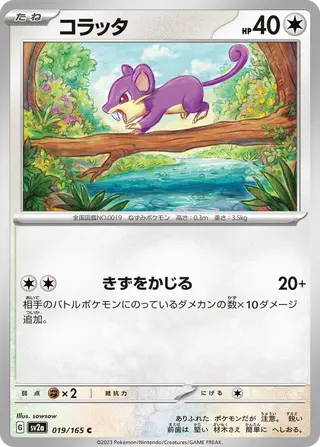 たね
コラッタ
HP40
全国図鑑NO.0019 ねずみポケモン 高さ:0.3m 重さ:3.5kg
きずをかじる 20+
相手のバトルポケモンにのっているダメカンの数×10ダメージ
追加。
弱点 ×2 抵抗力 にげる
Illus. sowsow
G sv2a 019/165 C
ありふれた ポケモンだが 注意。 丈夫な
前歯は 堅い 材木さえ 簡単に へし折る。
©2023 Pokémon/Nintendo/Creatures/GAME FREAK.